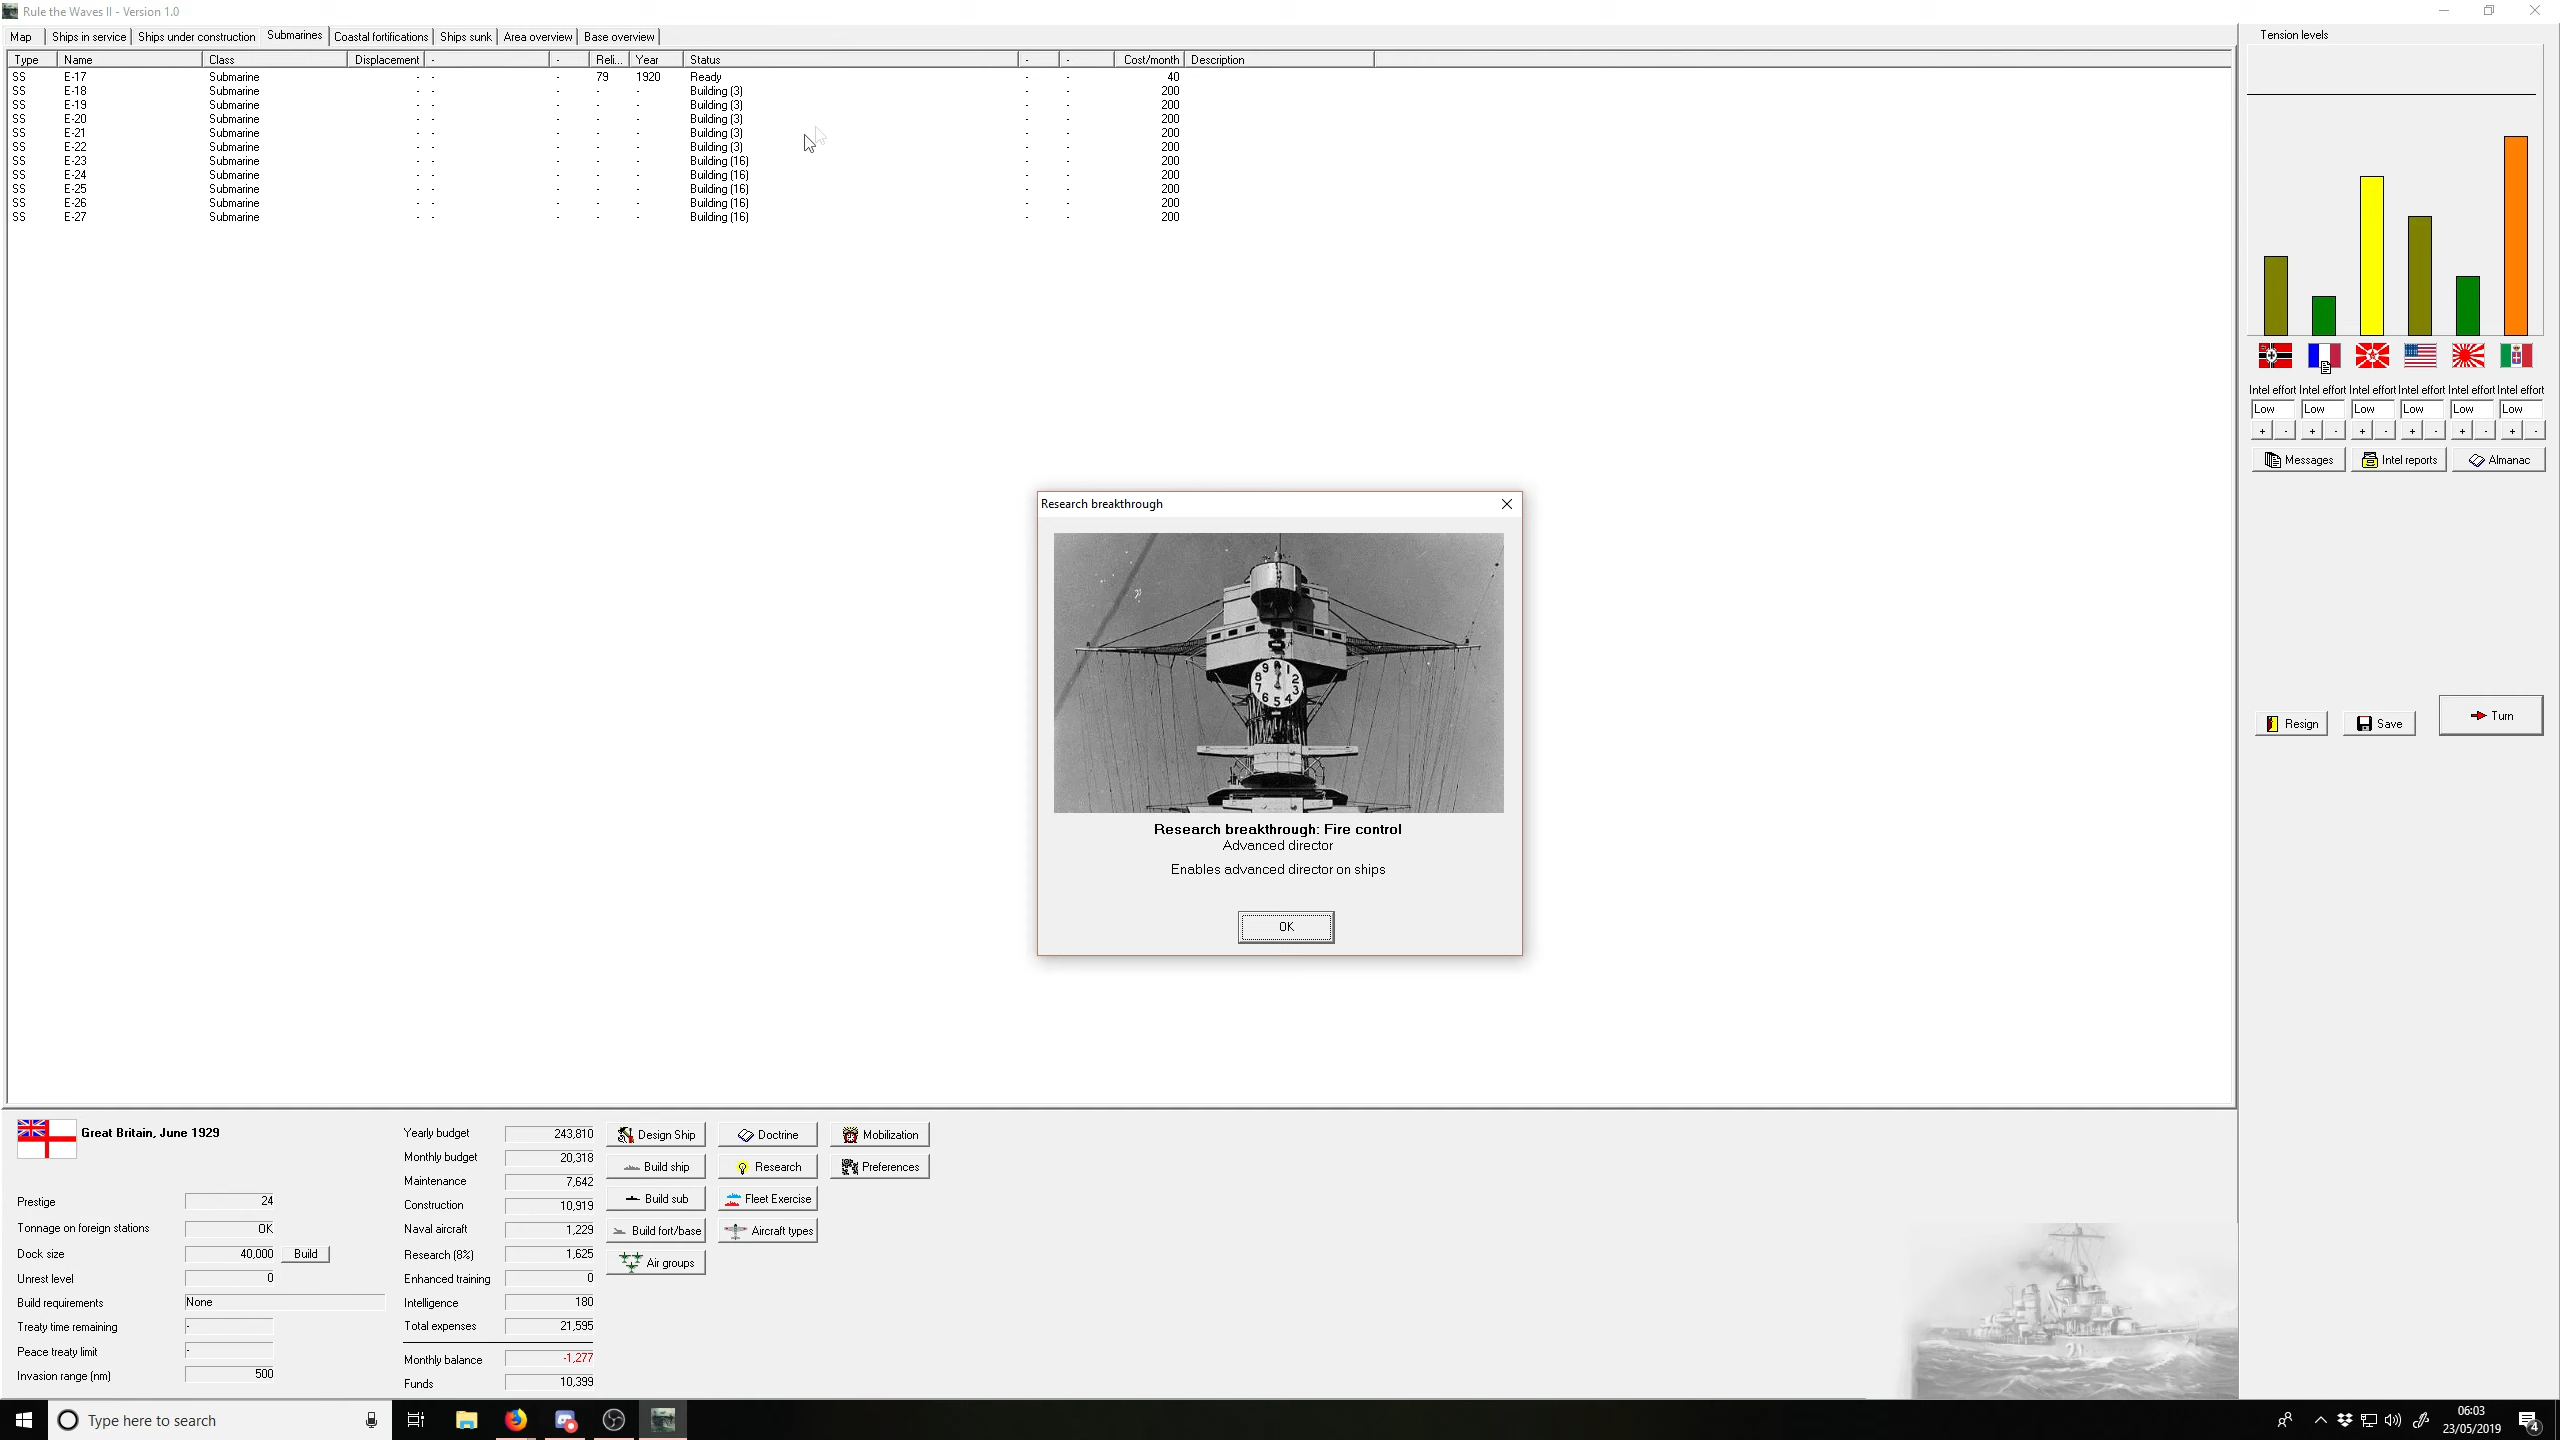 Rule the Waves II - Version 1.0
Map Ships in service Ships under construction Submarines Coastal fortifications Ships sunk Area overview Base overview
Type Name Class Displacement - - Reli... Year Status - - Cost/month Description
SS E-17 Submarine - - - 79 1920 Ready - - 40
SS E-18 Submarine - - - - - Building (3) - - 200
SS E-19 Submarine - - - - - Building (3) - - 200
SS E-20 Submarine - - - - - Building (3) - - 200
SS E-21 Submarine - - - - - Building (3) - - 200
SS E-22 Submarine - - - - - Building (3) - - 200
SS E-23 Submarine - - - - - Building (16) - - 200
SS E-24 Submarine - - - - - Building (16) - - 200
SS E-25 Submarine - - - - - Building (16) - - 200
SS E-26 Submarine - - - - - Building (16) - - 200
SS E-27 Submarine - - - - - Building (16) - - 200
Tension levels
Intel effort Intel effort Intel effort Intel effort Intel effort Intel effort
Low Low Low Low Low Low
+ - + - + - + - + - + -
Messages Intel reports Almanac
Resign Save Turn
Research breakthrough
9 0 1
8 2
7 3
6 5 4
Research breakthrough: Fire control
Advanced director
Enables advanced director on ships
OK
Great Britain, June 1929
Prestige 24
Tonnage on foreign stations OK
Dock size 40,000 Build
Unrest level 0
Build requirements None
Treaty time remaining -
Peace treaty limit -
Invasion range (nm) 500
Yearly budget 243,810
Monthly budget 20,318
Maintenance 7,642
Construction 10,919
Naval aircraft 1,229
Research (8%) 1,625
Enhanced training 0
Intelligence 180
Total expenses 21,595
Monthly balance -1,277
Funds 10,399
Design Ship Doctrine Mobilization
Build ship Research Preferences
Build sub Fleet Exercise
Build fort/base Aircraft types
Air groups
Type here to search
06:03
23/05/2019
4